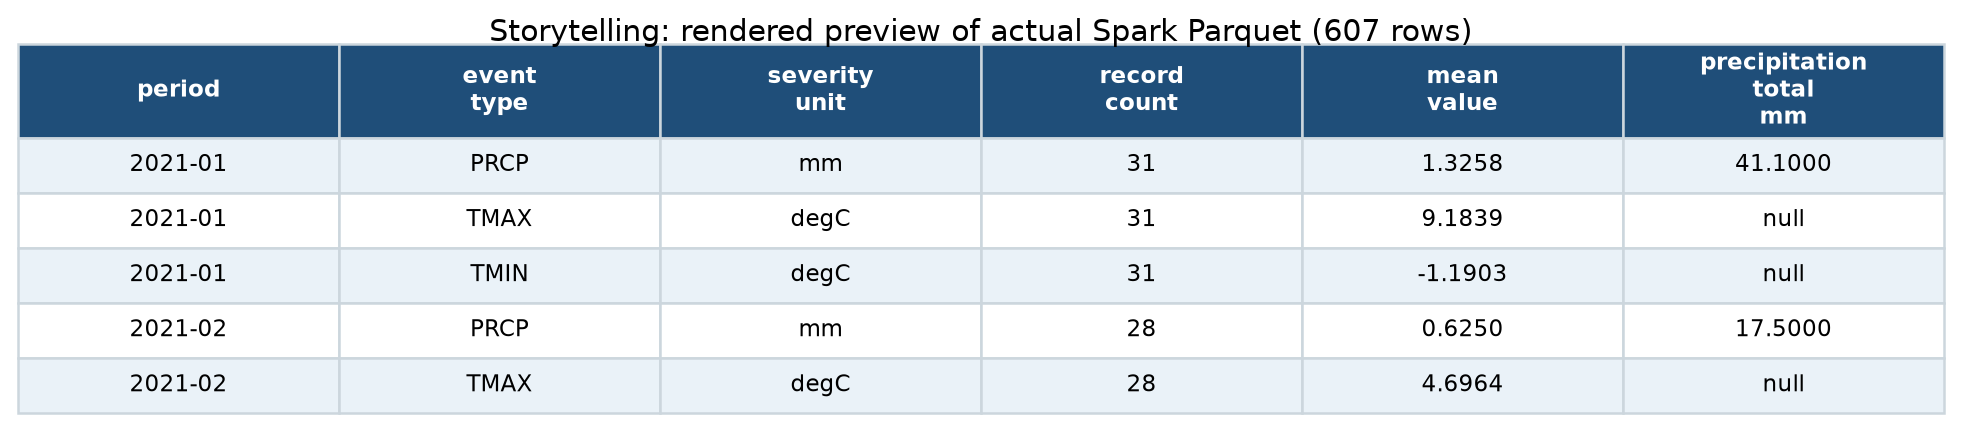 Storytelling: rendered preview of actual Spark Parquet (607 rows)
period event type severity unit record count mean value precipitation total mm
2021-01 PRCP mm 31 1.3258 41.1000
2021-01 TMAX degC 31 9.1839 null
2021-01 TMIN degC 31 -1.1903 null
2021-02 PRCP mm 28 0.6250 17.5000
2021-02 TMAX degC 28 4.6964 null